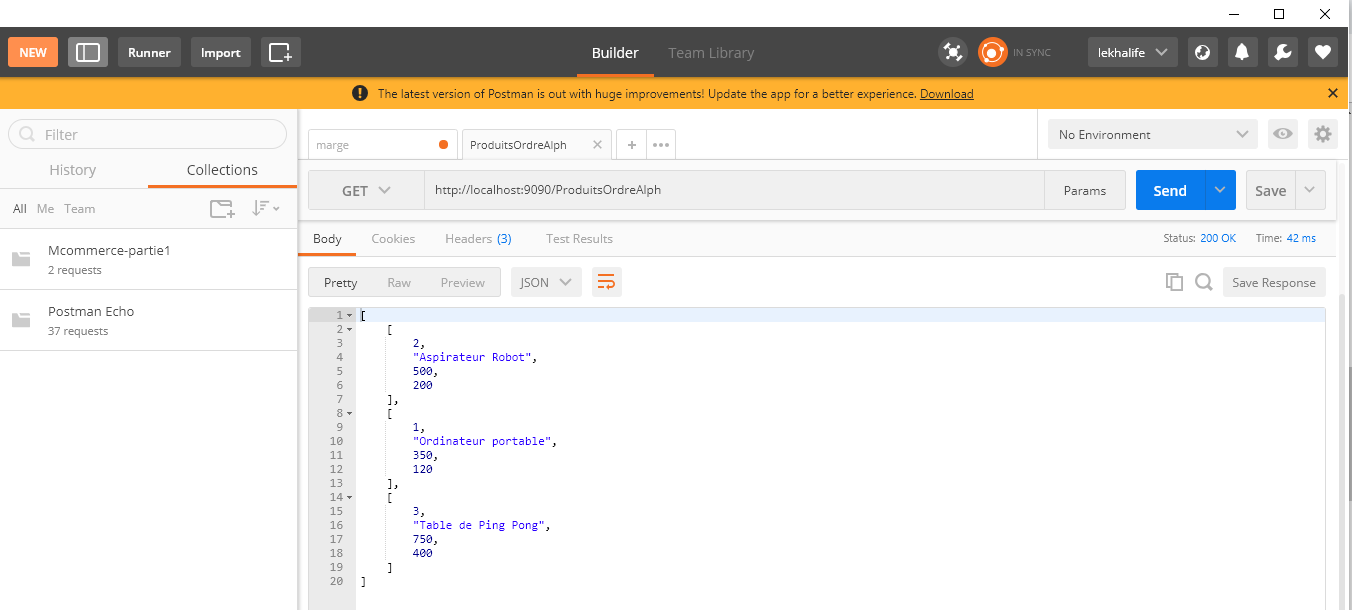 NEW Runner Import Builder Team Library IN SYNC lekhalife
The latest version of Postman is out with huge improvements! Update the app for a better experience. Download
Filter
History Collections
All Me Team
Mcommerce-partie1
2 requests
Postman Echo
37 requests
marge ProduitsOrdreAlph No Environment
GET http://localhost:9090/ProduitsOrdreAlph Params Send Save
Body Cookies Headers (3) Test Results Status: 200 OK Time: 42 ms
Pretty Raw Preview JSON Save Response
1 [
2 [
3 2,
4 "Aspirateur Robot",
5 500,
6 200
7 ],
8 [
9 1,
10 "Ordinateur portable",
11 350,
12 120
13 ],
14 [
15 3,
16 "Table de Ping Pong",
17 750,
18 400
19 ]
20 ]